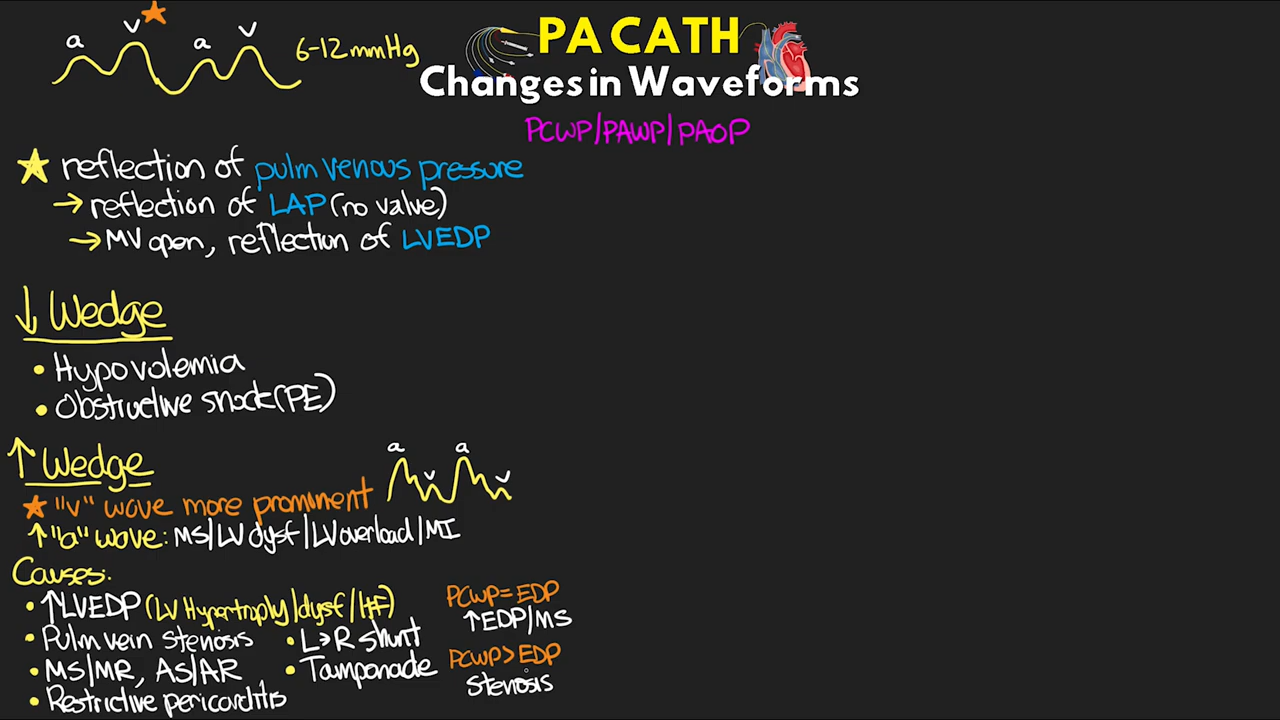 a v a v
6-12 mmHg
PA CATH
Changes in Waveforms
PCWP/PAWP/PAOP
reflection of pulm venous pressure
→ reflection of LAP (no valve)
→ MV open, reflection of LVEDP
↓ Wedge
• Hypovolemia
• Obstructive shock (PE)
↑ Wedge
a v a v
"v" wave more prominent
↑ "a" wave: MS/LV dysf/LV overload/MI
Causes:
• ↑LVEDP (LV Hypertrophy/dysf/HF)
• Pulm vein stenosis
• L→R shunt
• MS/MR, AS/AR
• Tamponade
• Restrictive pericarditis
PCWP = EDP
↑EDP/MS
PCWP > EDP
stenosis